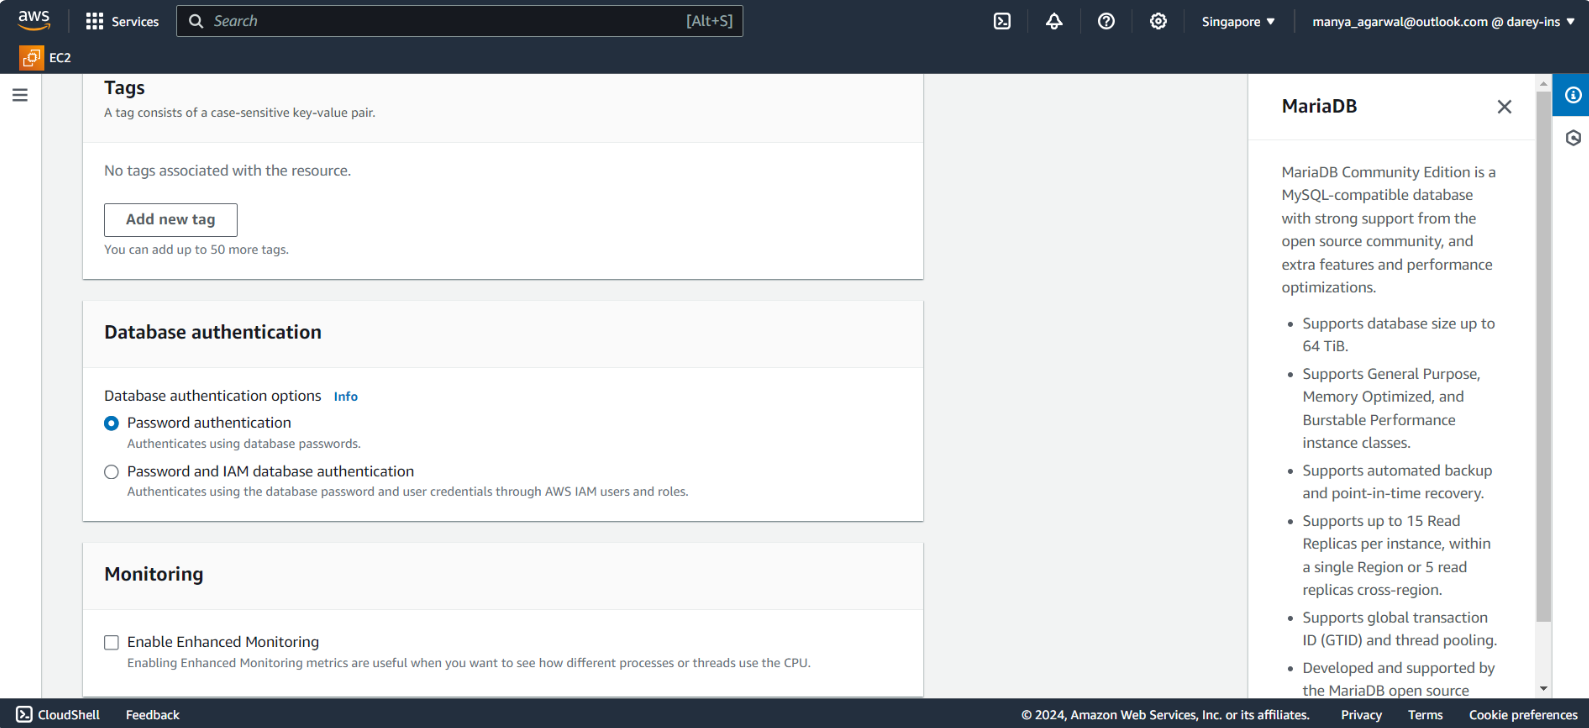 aws
Services
Search
[Alt+S]
Singapore
manya_agarwal@outlook.com @ darey-ins
EC2
Tags
A tag consists of a case-sensitive key-value pair.
No tags associated with the resource.
Add new tag
You can add up to 50 more tags.
Database authentication
Database authentication options Info
Password authentication
Authenticates using database passwords.
Password and IAM database authentication
Authenticates using the database password and user credentials through AWS IAM users and roles.
Monitoring
Enable Enhanced Monitoring
Enabling Enhanced Monitoring metrics are useful when you want to see how different processes or threads use the CPU.
MariaDB
MariaDB Community Edition is a
MySQL-compatible database
with strong support from the
open source community, and
extra features and performance
optimizations.
Supports database size up to
64 TiB.
Supports General Purpose,
Memory Optimized, and
Burstable Performance
instance classes.
Supports automated backup
and point-in-time recovery.
Supports up to 15 Read
Replicas per instance, within
a single Region or 5 read
replicas cross-region.
Supports global transaction
ID (GTID) and thread pooling.
Developed and supported by
the MariaDB open source
CloudShell
Feedback
© 2024, Amazon Web Services, Inc. or its affiliates.
Privacy
Terms
Cookie preferences